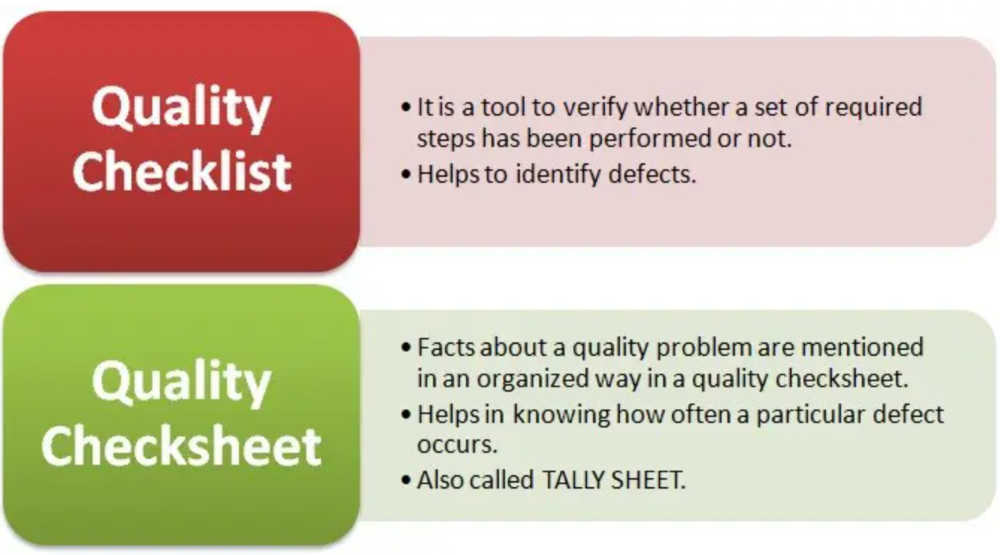 Quality
Checklist
• It is a tool to verify whether a set of required
steps has been performed or not.
• Helps to identify defects.
Quality
Checksheet
• Facts about a quality problem are mentioned
in an organized way in a quality checksheet.
• Helps in knowing how often a particular defect
occurs.
• Also called TALLY SHEET.